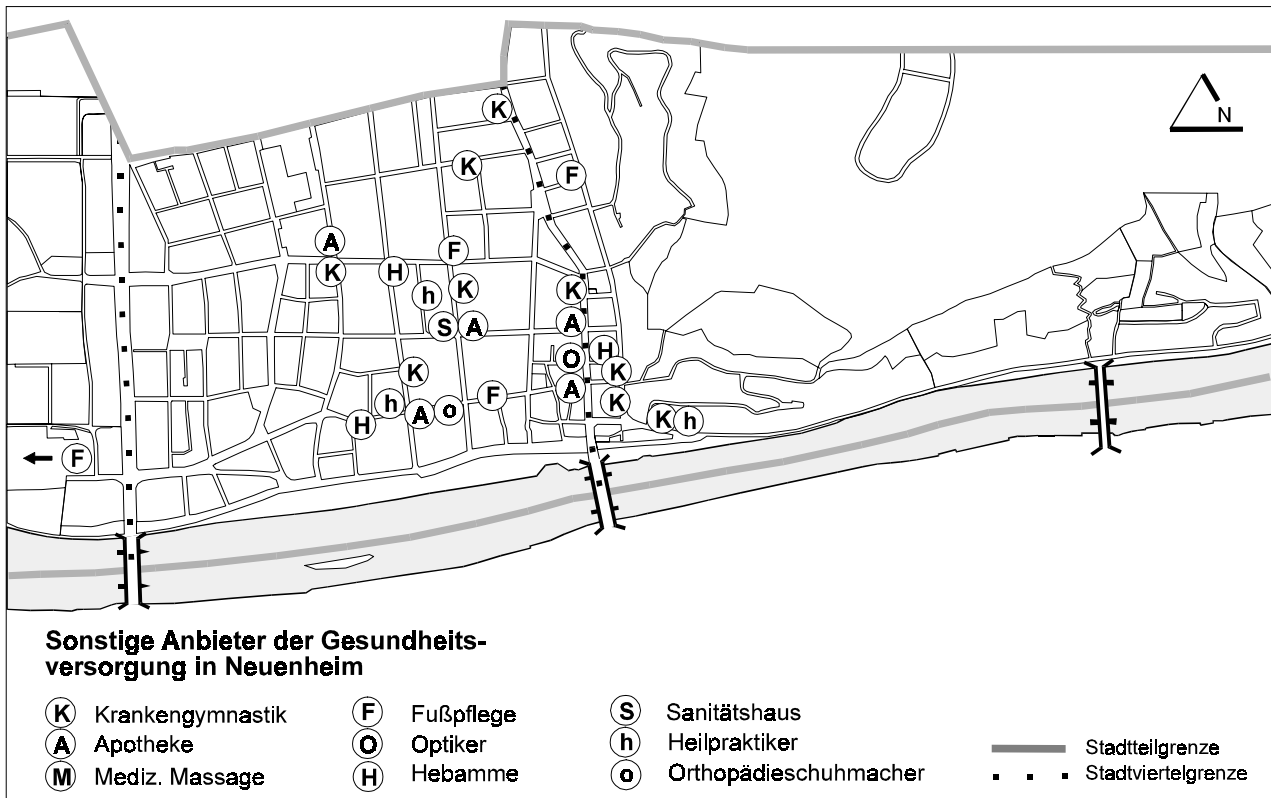 K
N
K
F
A
F
K
H
K
h
K
S
A
A
O
H
K
K
A
K
h
F
A
o
H
K
h
F
Sonstige Anbieter der Gesundheits-
versorgung in Neuenheim
K Krankengymnastik
F Fußpflege
S Sanitätshaus
A Apotheke
O Optiker
h Heilpraktiker
M Mediz. Massage
H Hebamme
o Orthopädieschuhmacher
Stadtteilgrenze
Stadtviertelgrenze